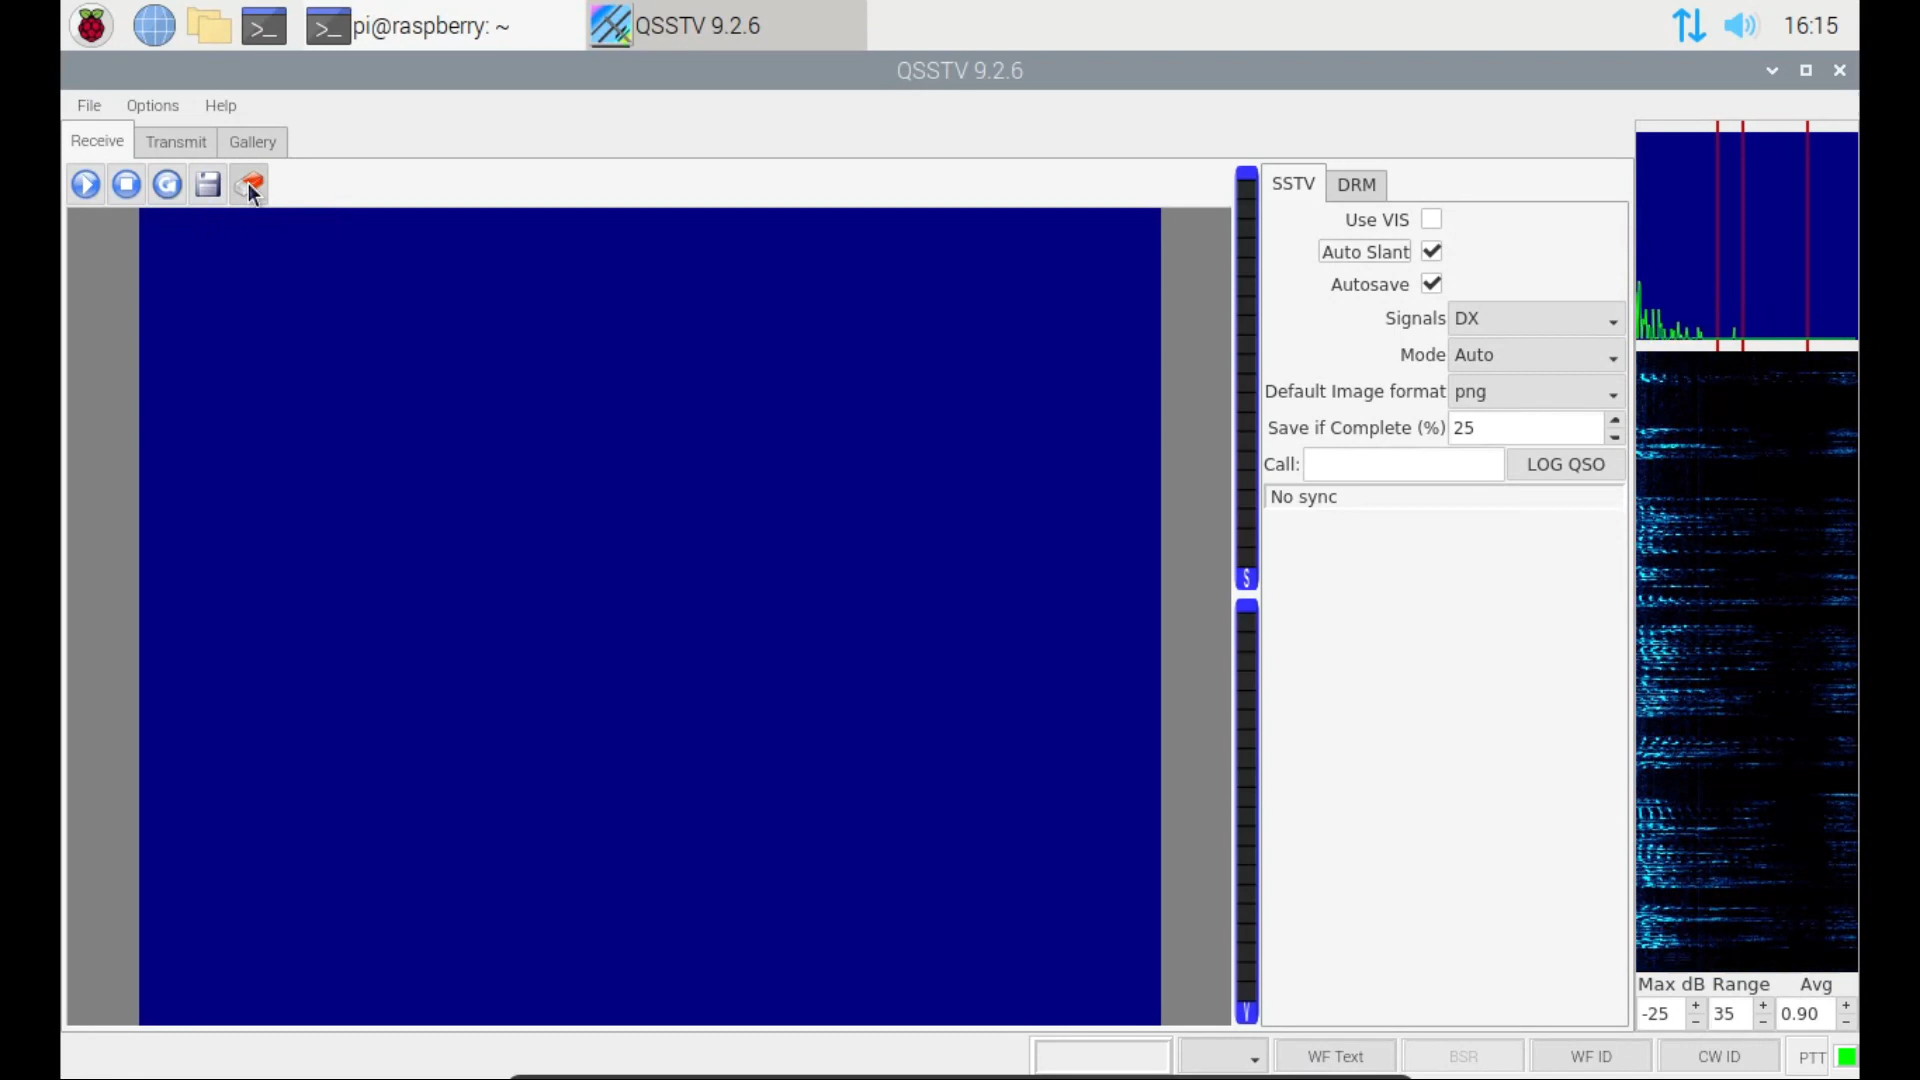 pi@raspberry: ~
QSSTV 9.2.6
16:15
QSSTV 9.2.6
File
Options
Help
Receive
Transmit
Gallery
SSTV
DRM
Use VIS
Auto Slant
Autosave
Signals DX
Mode Auto
Default Image format png
Save if Complete (%) 25
Call:
LOG QSO
No sync
S
V
Max dB Range Avg
-25 35 0.90
WF Text
BSR
WF ID
CW ID
PTT